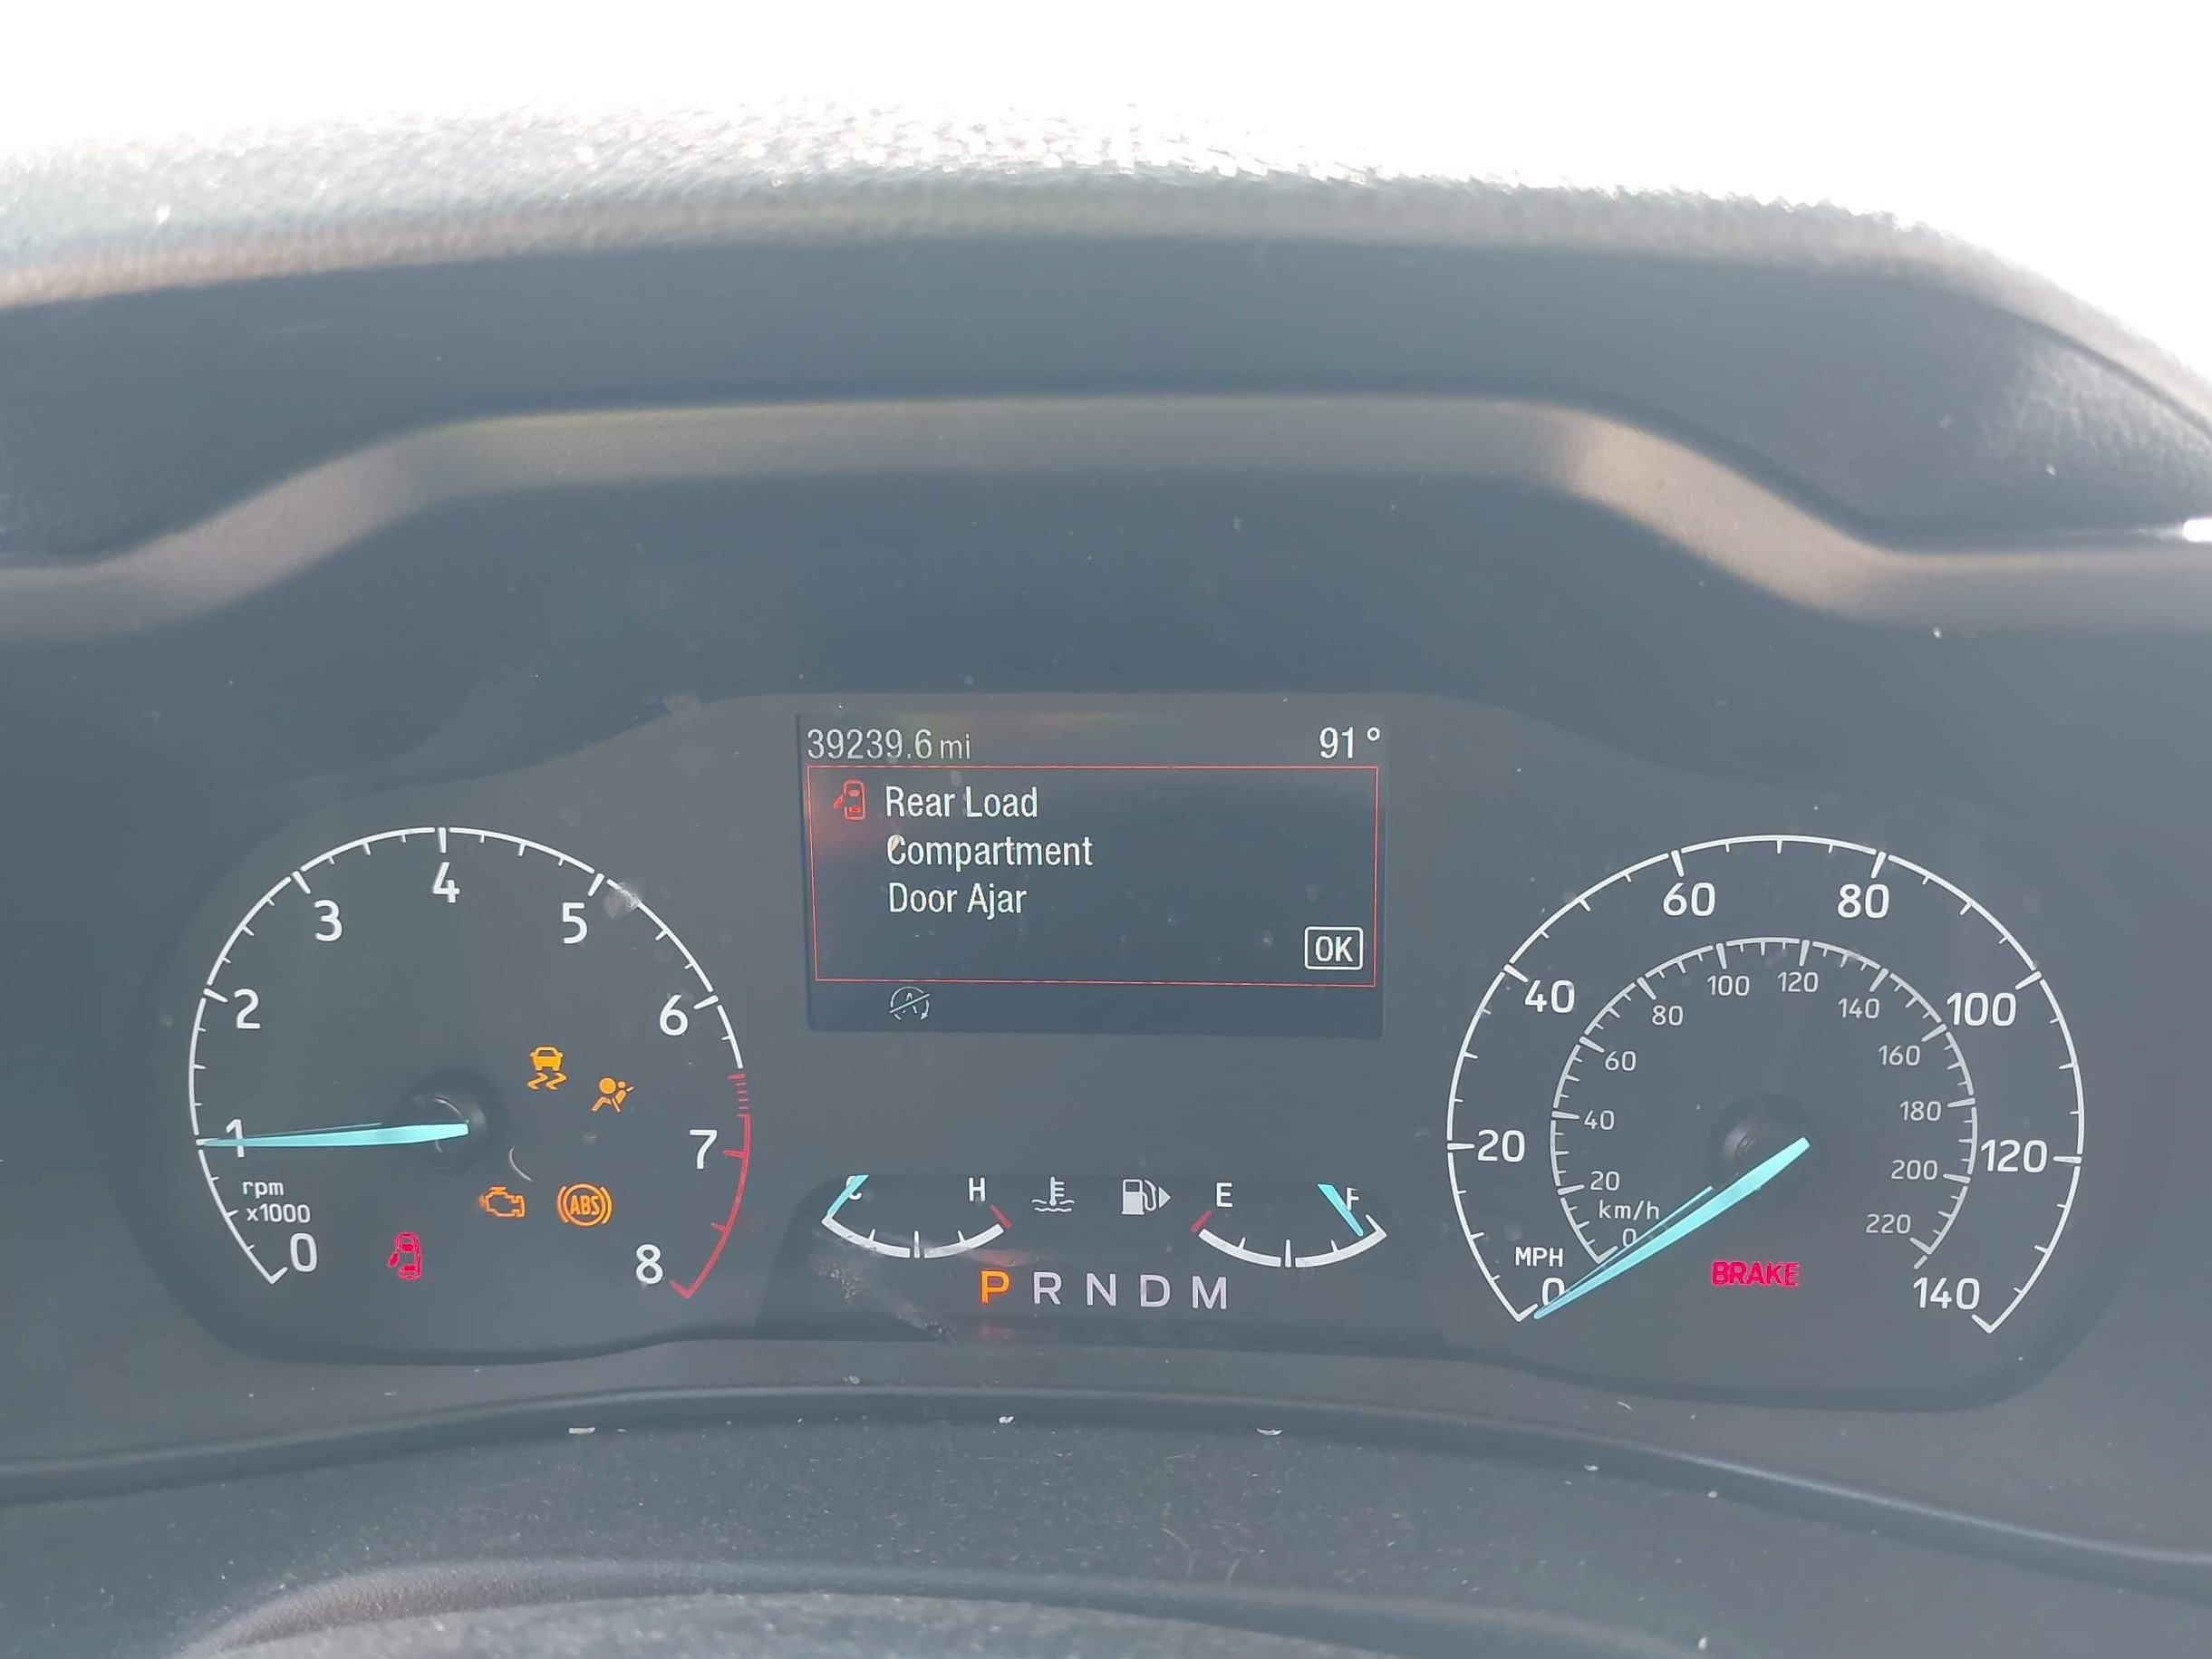 39239.6 mi 91°
Rear Load
Compartment
Door Ajar
OK
A
0 1 2 3 4 5 6 7 8
rpm
x1000
ABS
C H
E F
P R N D M
0 20 40 60 80 100 120 140
MPH
0 20 40 60 80 100 120 140 160 180 200 220
km/h
BRAKE